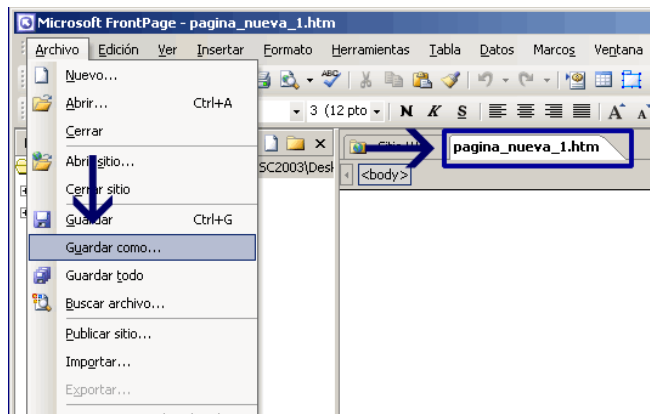 Microsoft FrontPage - pagina_nueva_1.htm
Archivo Edición Ver Insertar Formato Herramientas Tabla Datos Marcos Ventana
Nuevo...
Abrir... Ctrl+A
3 (12 pto N K S A A
Cerrar
pagina_nueva_1.htm
Abrir sitio...
SC2003\Desk
<body>
Cerrar sitio
Guardar Ctrl+G
Guardar como...
Guardar todo
Buscar archivo...
Publicar sitio...
Importar...
Exportar...